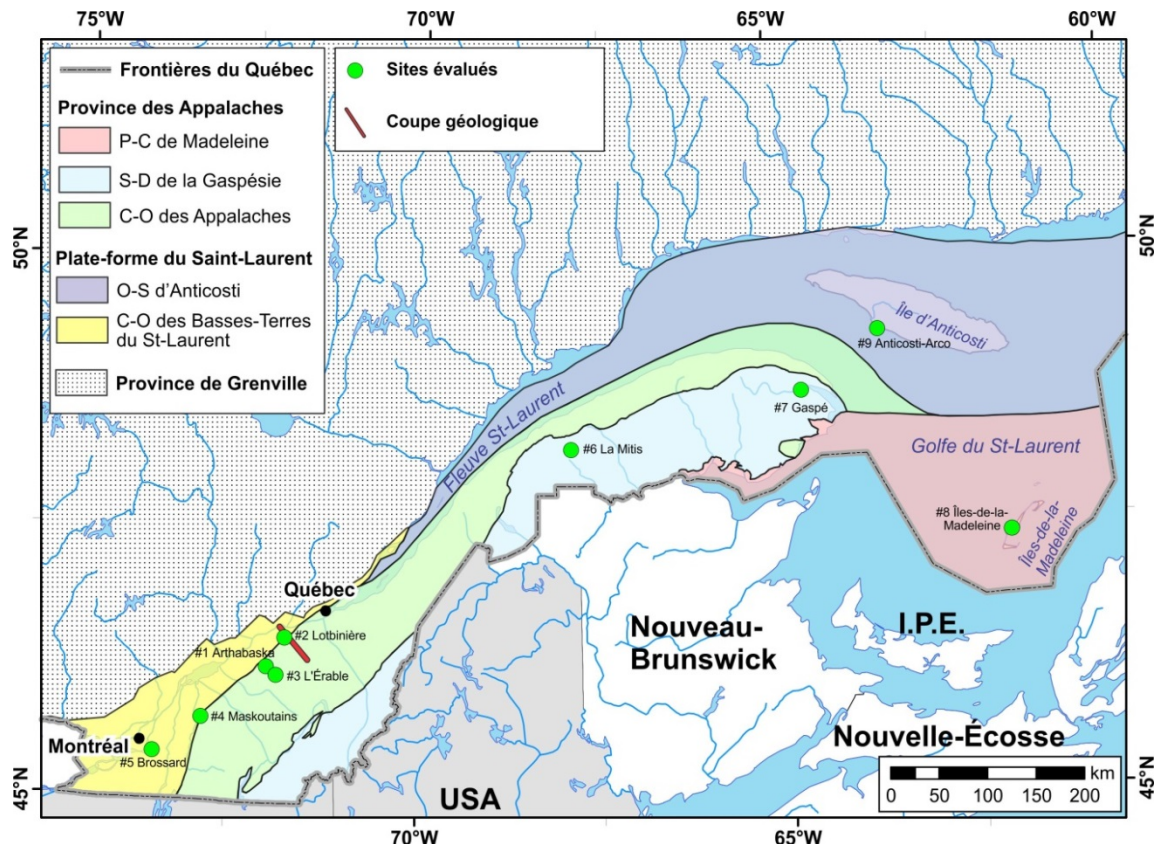 75°W
70°W
65°W
60°W
Frontières du Québec
Province des Appalaches
P-C de Madeleine
S-D de la Gaspésie
C-O des Appalaches
Plate-forme du Saint-Laurent
O-S d'Anticosti
C-O des Basses-Terres
du St-Laurent
Province de Grenville
Sites évalués
Coupe géologique
50°N
50°N
Île d'Anticosti
#9 Anticosti-Arco
#7 Gaspé
Fleuve St-Laurent
#6 La Mitis
Golfe du St-Laurent
#8 Îles-de-la-
Madeleine
Îles-de-la-
Madeleine
Québec
#2 Lotbinière
#1 Arthabaska
#3 L'Érable
#4 Maskoutains
Montréal
#5 Brossard
Nouveau-
Brunswick
I.P.E.
Nouvelle-Écosse
USA
km
0 50 100 150 200
45°N
45°N
70°W
65°W